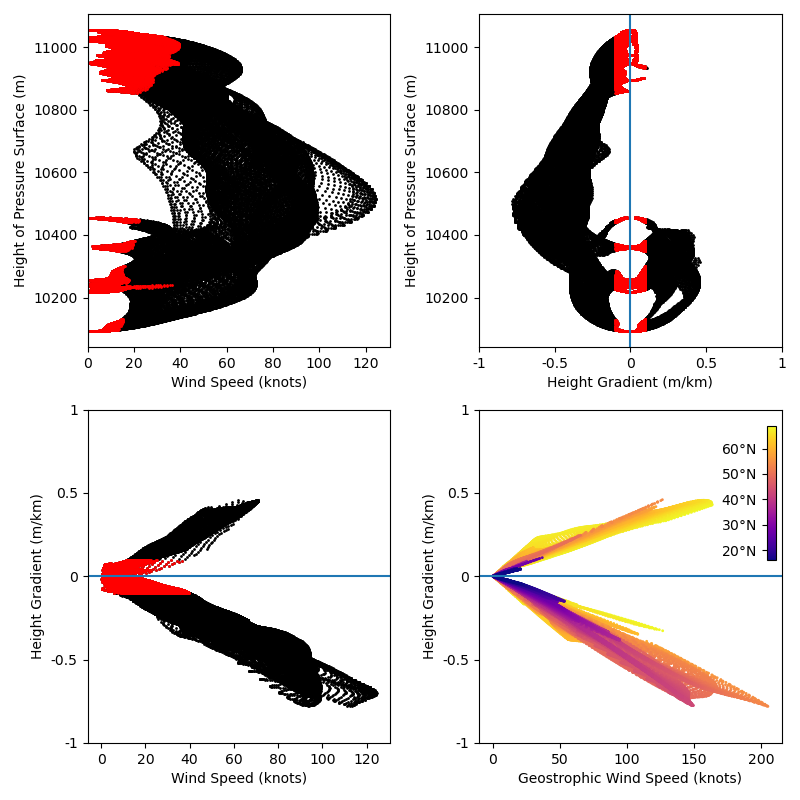 11000
10800
10600
10400
10200
0 20 40 60 80 100 120
Wind Speed (knots)
Height of Pressure Surface (m)
11000
10800
10600
10400
10200
-1 -0.5 0 0.5 1
Height Gradient (m/km)
Height of Pressure Surface (m)
1
0.5
0
-0.5
-1
0 20 40 60 80 100 120
Wind Speed (knots)
Height Gradient (m/km)
1
0.5
0
-0.5
-1
0 50 100 150 200
Geostrophic Wind Speed (knots)
Height Gradient (m/km)
60°N
50°N
40°N
30°N
20°N